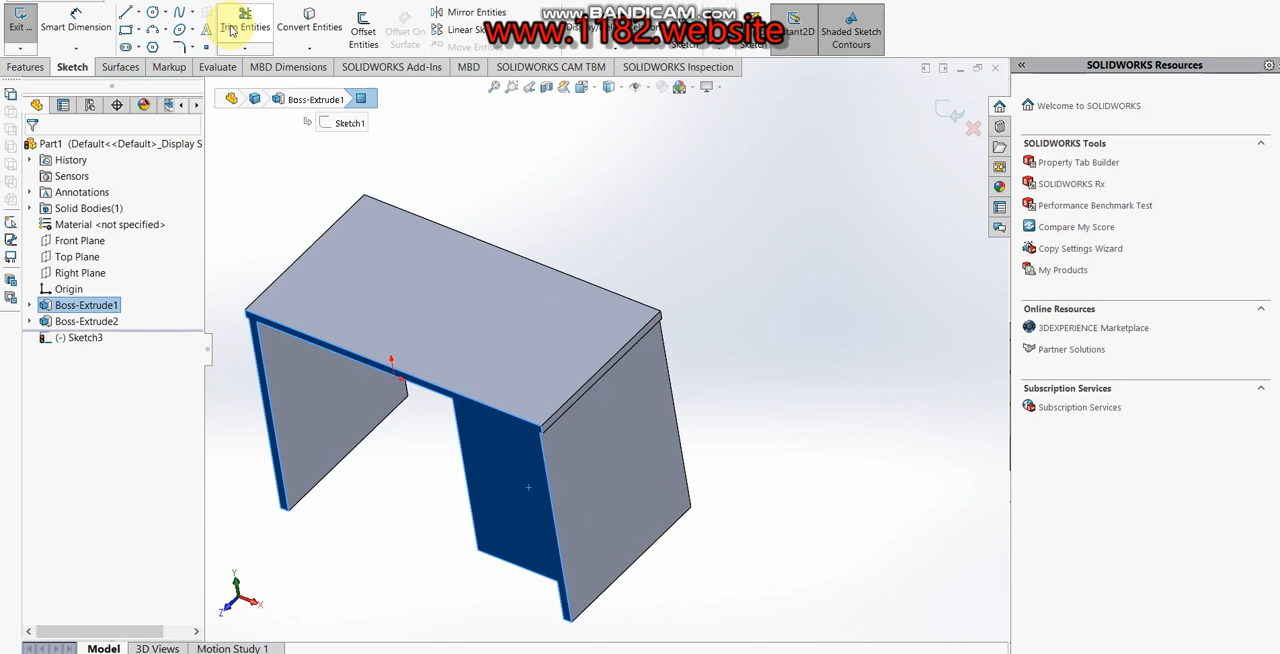 www.BANDICAM.com
www.1182.website
Exit ...
Smart Dimension
Trim Entities
Convert Entities
Offset Entities
Offset On Surface
Mirror Entities
Linear Sk
Move Entities
Sketch
Instant2D
Shaded Sketch Contours
Features
Sketch
Surfaces
Markup
Evaluate
MBD Dimensions
SOLIDWORKS Add-Ins
MBD
SOLIDWORKS CAM TBM
SOLIDWORKS Inspection
Boss-Extrude1
Sketch1
Part1 (Default<<Default>_Display S
History
Sensors
Annotations
Solid Bodies(1)
Material <not specified>
Front Plane
Top Plane
Right Plane
Origin
Boss-Extrude1
Boss-Extrude2
(-) Sketch3
Y
X
Z
Model
3D Views
Motion Study 1
SOLIDWORKS Resources
Welcome to SOLIDWORKS
SOLIDWORKS Tools
Property Tab Builder
SOLIDWORKS Rx
Performance Benchmark Test
Compare My Score
Copy Settings Wizard
My Products
Online Resources
3DEXPERIENCE Marketplace
Partner Solutions
Subscription Services
Subscription Services